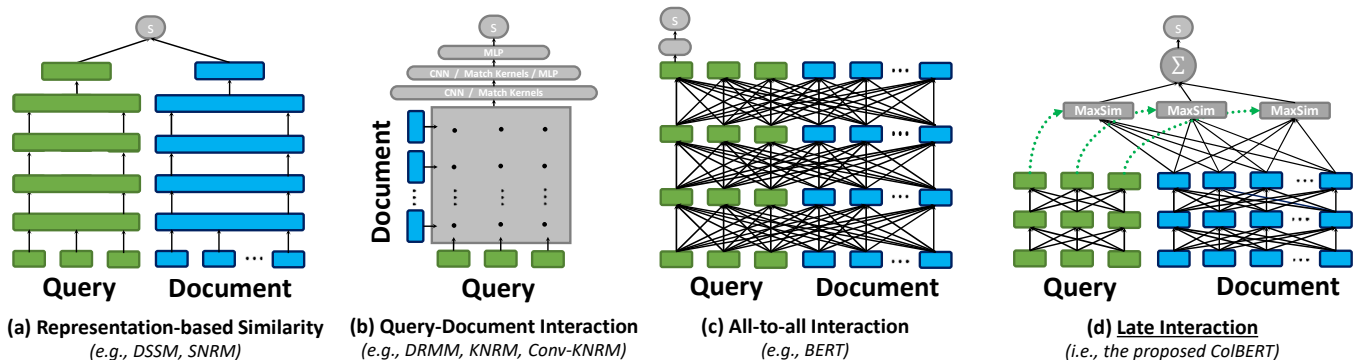 S
Query
Document
(a) Representation-based Similarity
(e.g., DSSM, SNRM)
S
MLP
CNN / Match Kernels / MLP
CNN / Match Kernels
Document
Query
(b) Query-Document Interaction
(e.g., DRMM, KNRM, Conv-KNRM)
S
Query
Document
(c) All-to-all Interaction
(e.g., BERT)
S
Σ
MaxSim MaxSim MaxSim
Query
Document
(d) Late Interaction
(i.e., the proposed ColBERT)